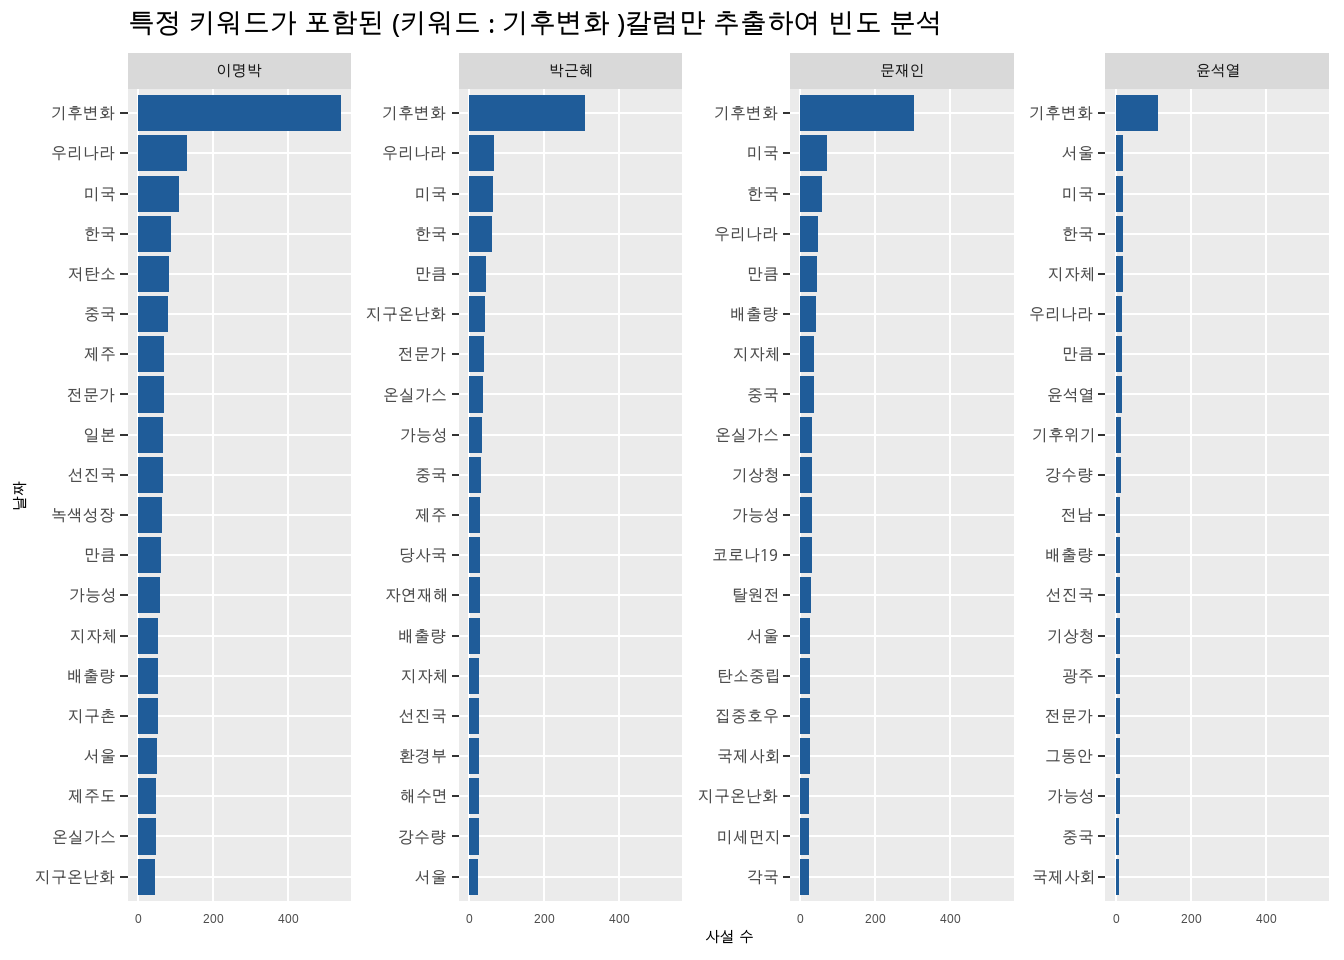 특정 키워드가 포함된 (키워드 : 기후변화 )칼럼만 추출하여 빈도 분석
이명박
기후변화
우리나라
미국
한국
저탄소
중국
제주
전문가
일본
선진국
녹색성장
만큼
가능성
지자체
배출량
지구촌
서울
제주도
온실가스
지구온난화
0 200 400
박근혜
기후변화
우리나라
미국
한국
만큼
지구온난화
전문가
온실가스
가능성
중국
제주
당사국
자연재해
배출량
지자체
선진국
환경부
해수면
강수량
서울
0 200 400
문재인
기후변화
미국
한국
우리나라
만큼
배출량
지자체
중국
온실가스
기상청
가능성
코로나19
탈원전
서울
탄소중립
집중호우
국제사회
지구온난화
미세먼지
각국
0 200 400
윤석열
기후변화
서울
미국
한국
지자체
우리나라
만큼
윤석열
기후위기
강수량
전남
배출량
선진국
기상청
광주
전문가
그동안
가능성
중국
국제사회
0 200 400
날짜
사설 수